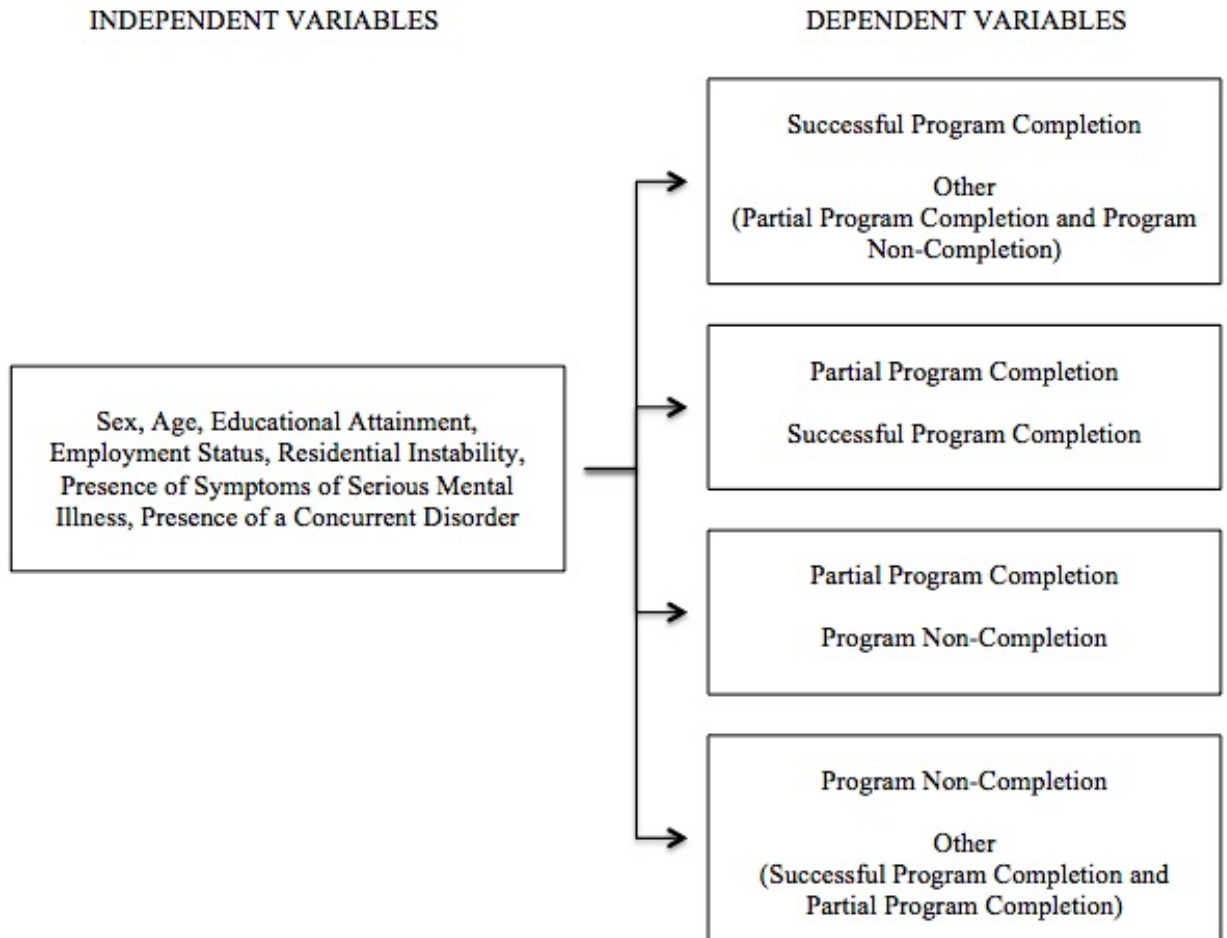 INDEPENDENT VARIABLES
DEPENDENT VARIABLES
Sex, Age, Educational Attainment,
Employment Status, Residential Instability,
Presence of Symptoms of Serious Mental
Illness, Presence of a Concurrent Disorder
Successful Program Completion
Other
(Partial Program Completion and Program
Non-Completion)
Partial Program Completion
Successful Program Completion
Partial Program Completion
Program Non-Completion
Program Non-Completion
Other
(Successful Program Completion and
Partial Program Completion)